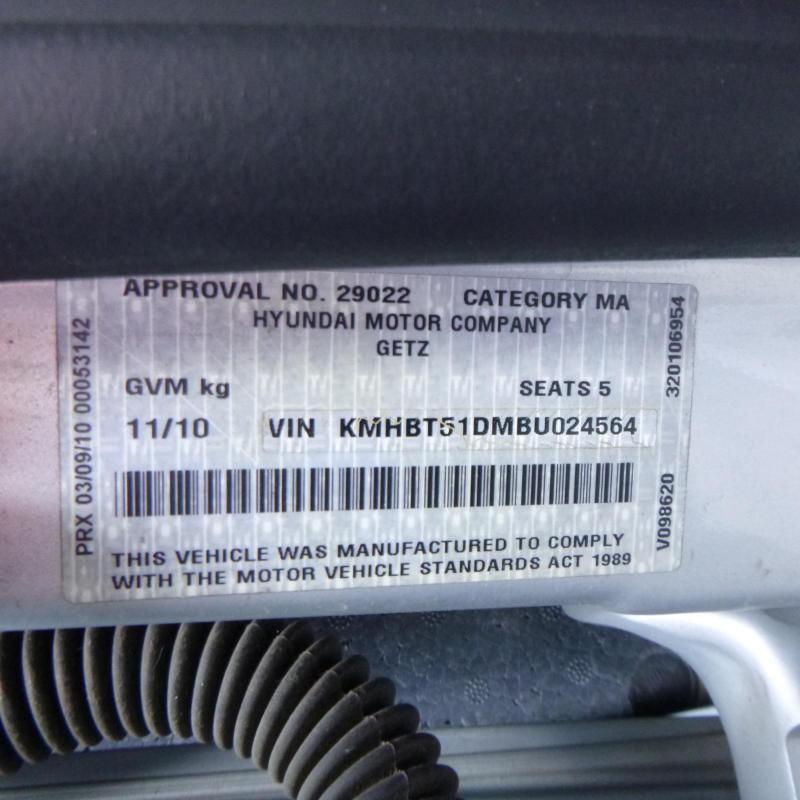 APPROVAL NO. 29022 CATEGORY MA
HYUNDAI MOTOR COMPANY
GETZ
GVM kg SEATS 5
11/10 VIN KMHBT51DMBU024564
THIS VEHICLE WAS MANUFACTURED TO COMPLY
WITH THE MOTOR VEHICLE STANDARDS ACT 1989
PRX 03/09/10 00053142
V098620 320106954